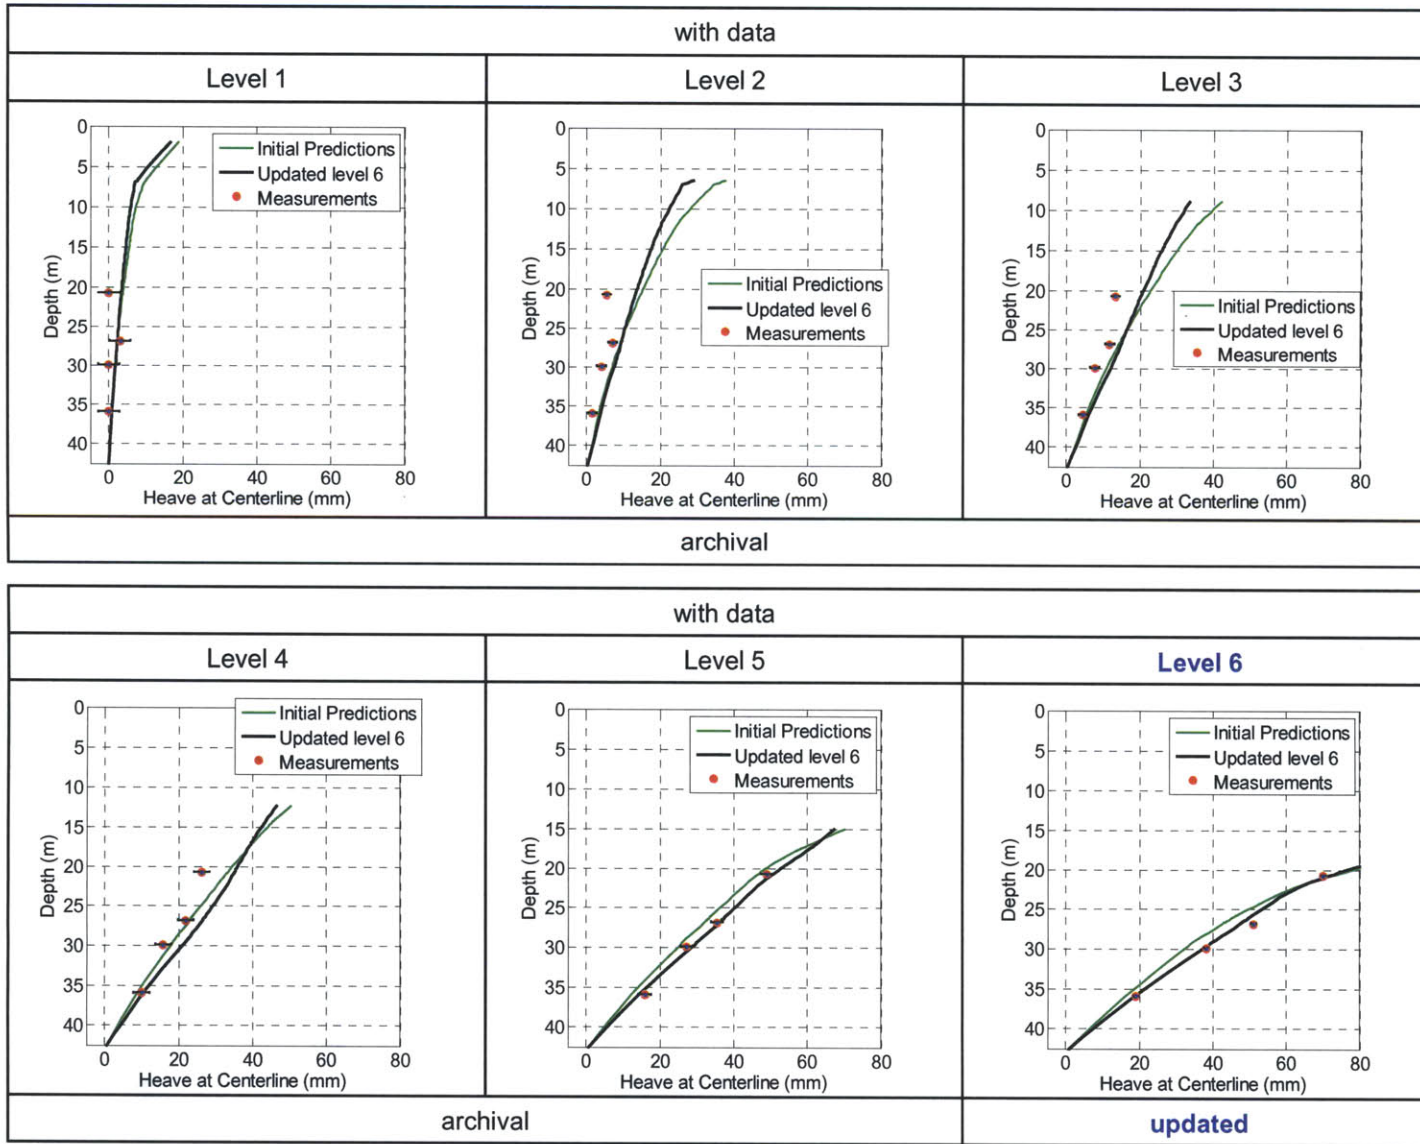 with data
Level 1
Level 2
Level 3
0
5
10
15
20
25
30
35
40
Depth (m)
Initial Predictions
Updated level 6
Measurements
0 20 40 60 80
Heave at Centerline (mm)
0
5
10
15
20
25
30
35
40
Depth (m)
Initial Predictions
Updated level 6
Measurements
0 20 40 60 80
Heave at Centerline (mm)
0
5
10
15
20
25
30
35
40
Depth (m)
Initial Predictions
Updated level 6
Measurements
0 20 40 60 80
Heave at Centerline (mm)
archival
with data
Level 4
Level 5
Level 6
0
5
10
15
20
25
30
35
40
Depth (m)
Initial Predictions
Updated level 6
Measurements
0 20 40 60 80
Heave at Centerline (mm)
0
5
10
15
20
25
30
35
40
Depth (m)
Initial Predictions
Updated level 6
Measurements
0 20 40 60 80
Heave at Centerline (mm)
0
5
10
15
20
25
30
35
40
Depth (m)
Initial Predictions
Updated level 6
Measurements
0 20 40 60 80
Heave at Centerline (mm)
archival
updated